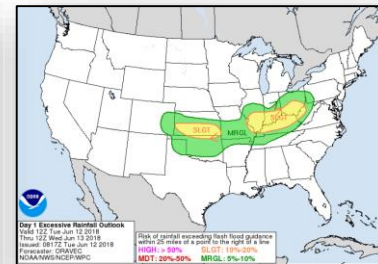 SLGT
SLGT
MRGL
NOAA
Day 1 Excessive Rainfall Outlook
Valid 12Z Tue Jun 12 2018
Thru 12Z Wed Jun 13 2018
Issued: 0817Z Tue Jun 12 2018
Forecaster: ORAVEC
NOAA/NWS/NCEP/WPC
Risk of rainfall exceeding flash flood guidance
within 25 miles of a point to the right of a line
HIGH: > 50% SLGT: 10%-20%
MDT: 20%-50% MRGL: 5%-10%